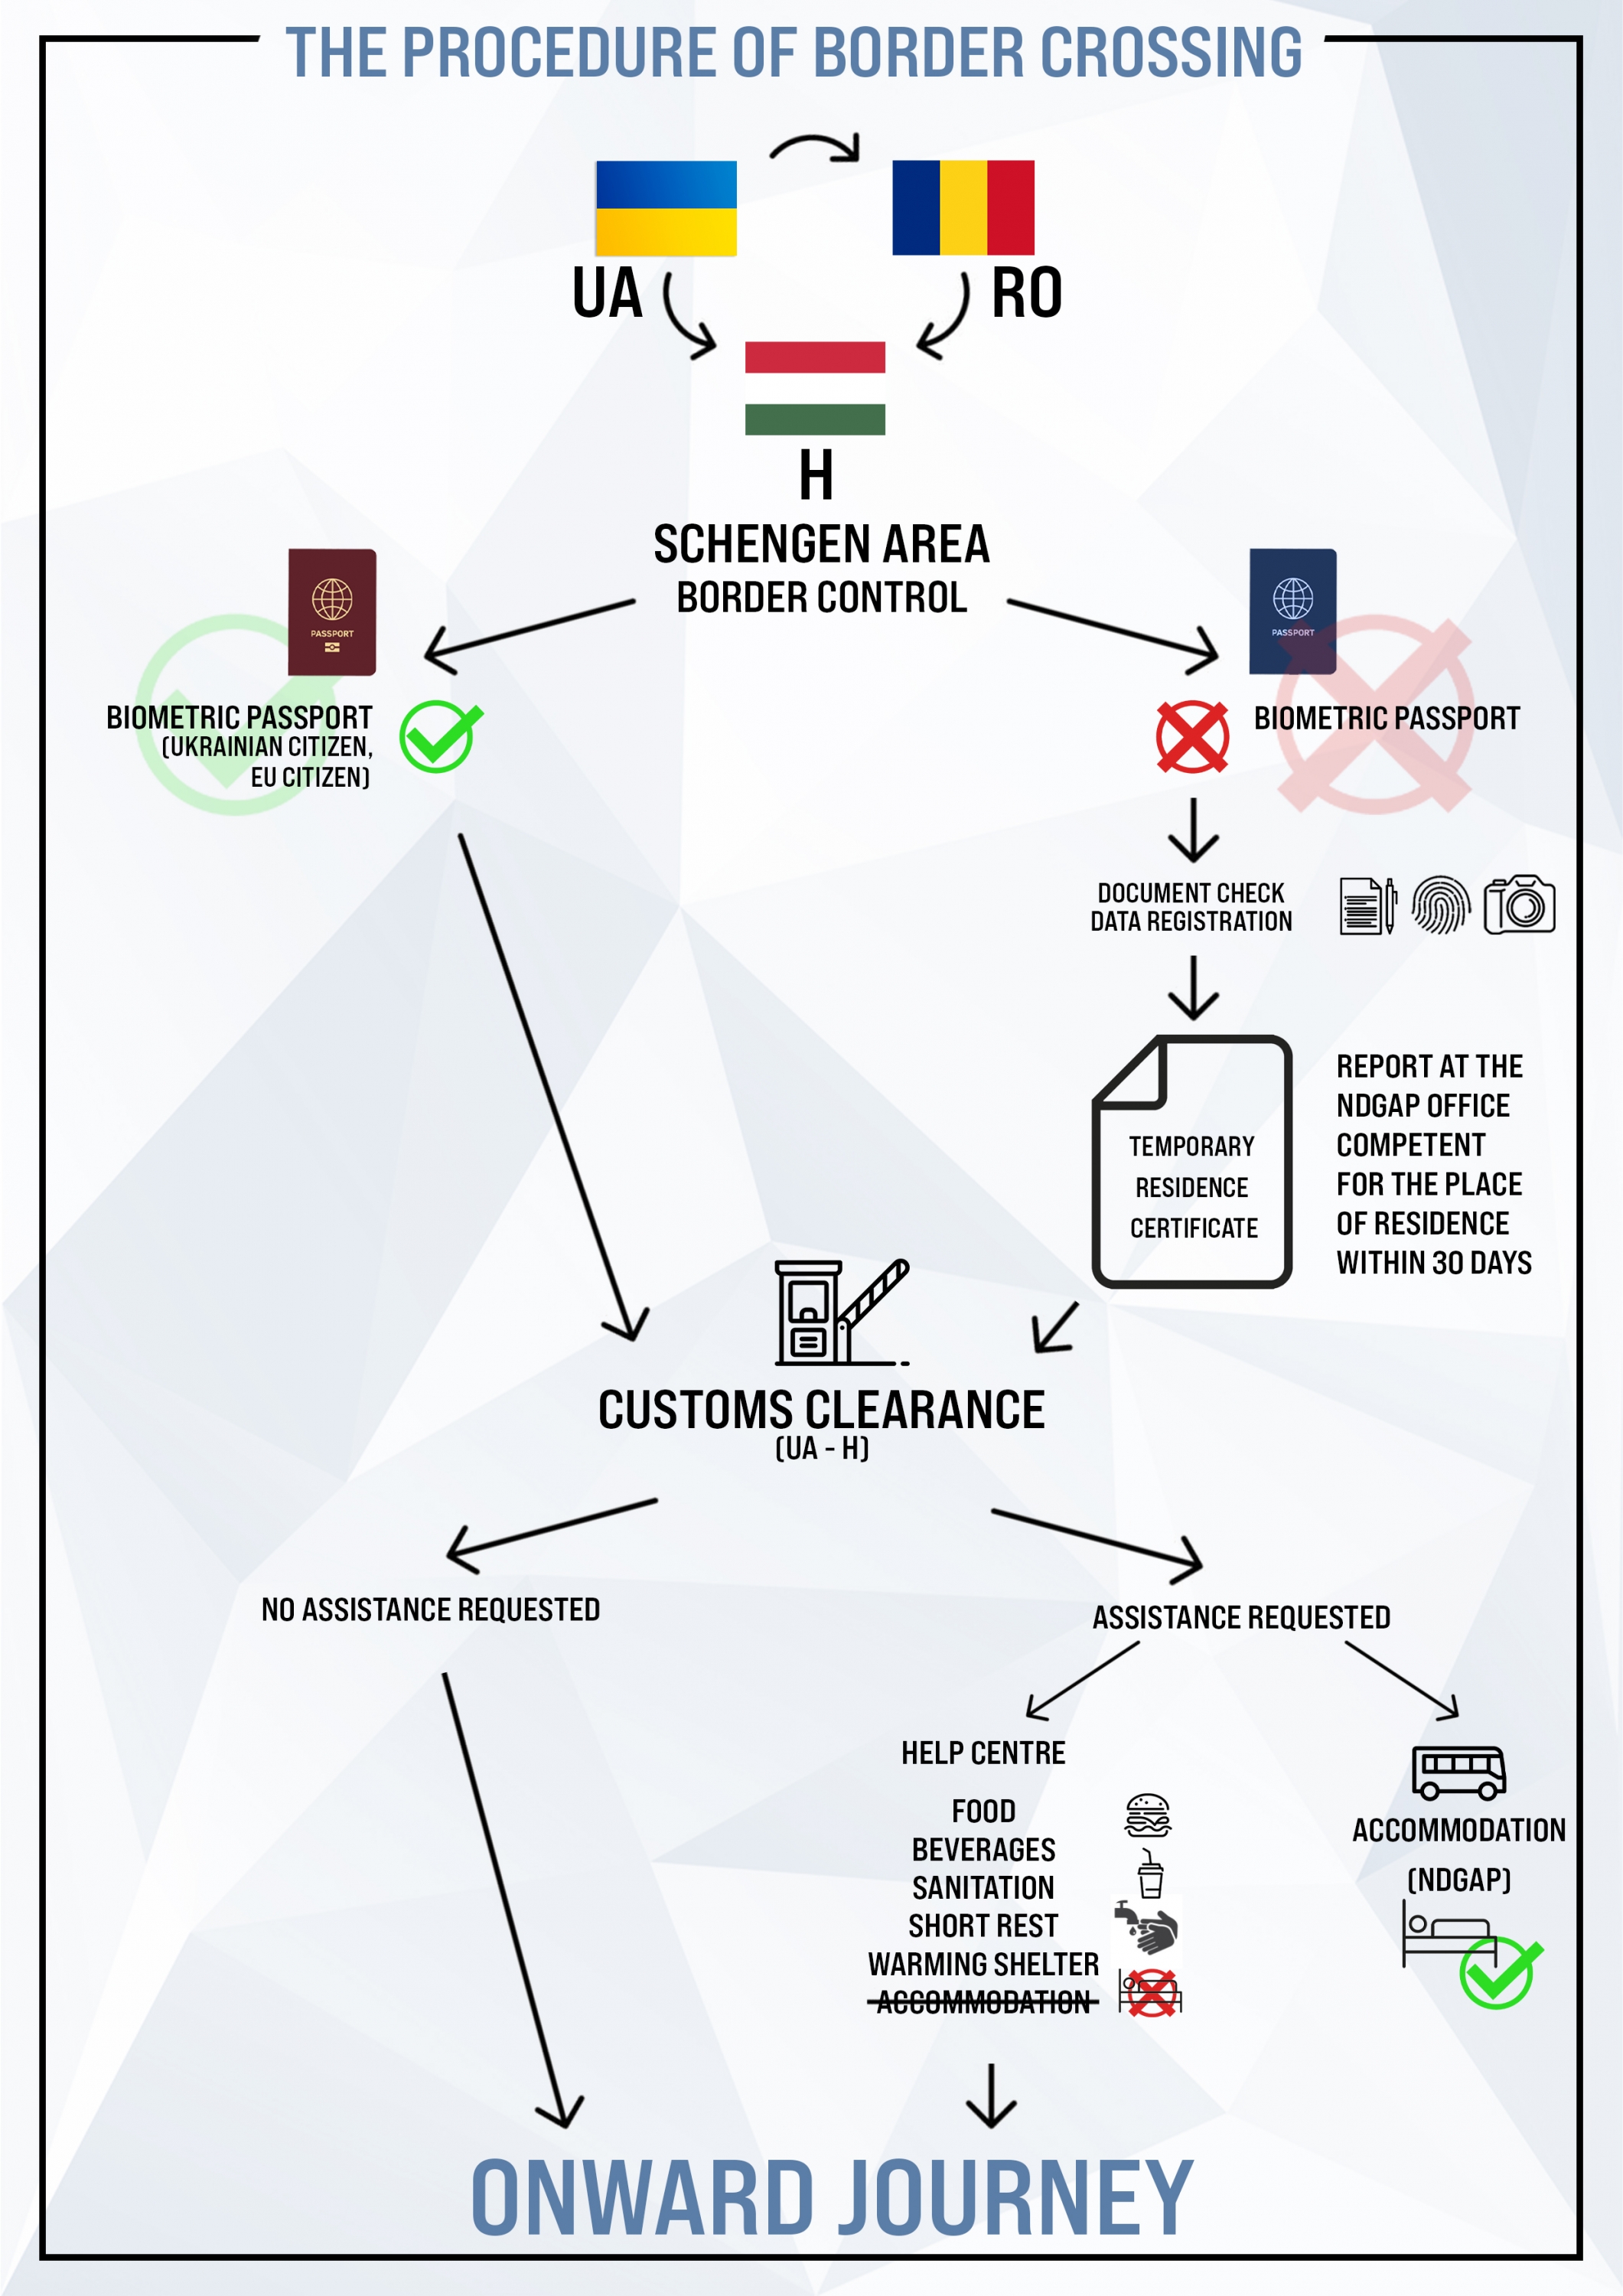 THE PROCEDURE OF BORDER CROSSING
UA
RO
H
SCHENGEN AREA
BORDER CONTROL
PASSPORT
BIOMETRIC PASSPORT
(UKRAINIAN CITIZEN,
EU CITIZEN)
PASSPORT
BIOMETRIC PASSPORT
DOCUMENT CHECK
DATA REGISTRATION
TEMPORARY
RESIDENCE
CERTIFICATE
REPORT AT THE
NDGAP OFFICE
COMPETENT
FOR THE PLACE
OF RESIDENCE
WITHIN 30 DAYS
CUSTOMS CLEARANCE
(UA - H)
NO ASSISTANCE REQUESTED
ASSISTANCE REQUESTED
HELP CENTRE
FOOD
BEVERAGES
SANITATION
SHORT REST
WARMING SHELTER
ACCOMMODATION
ACCOMMODATION
(NDGAP)
ONWARD JOURNEY